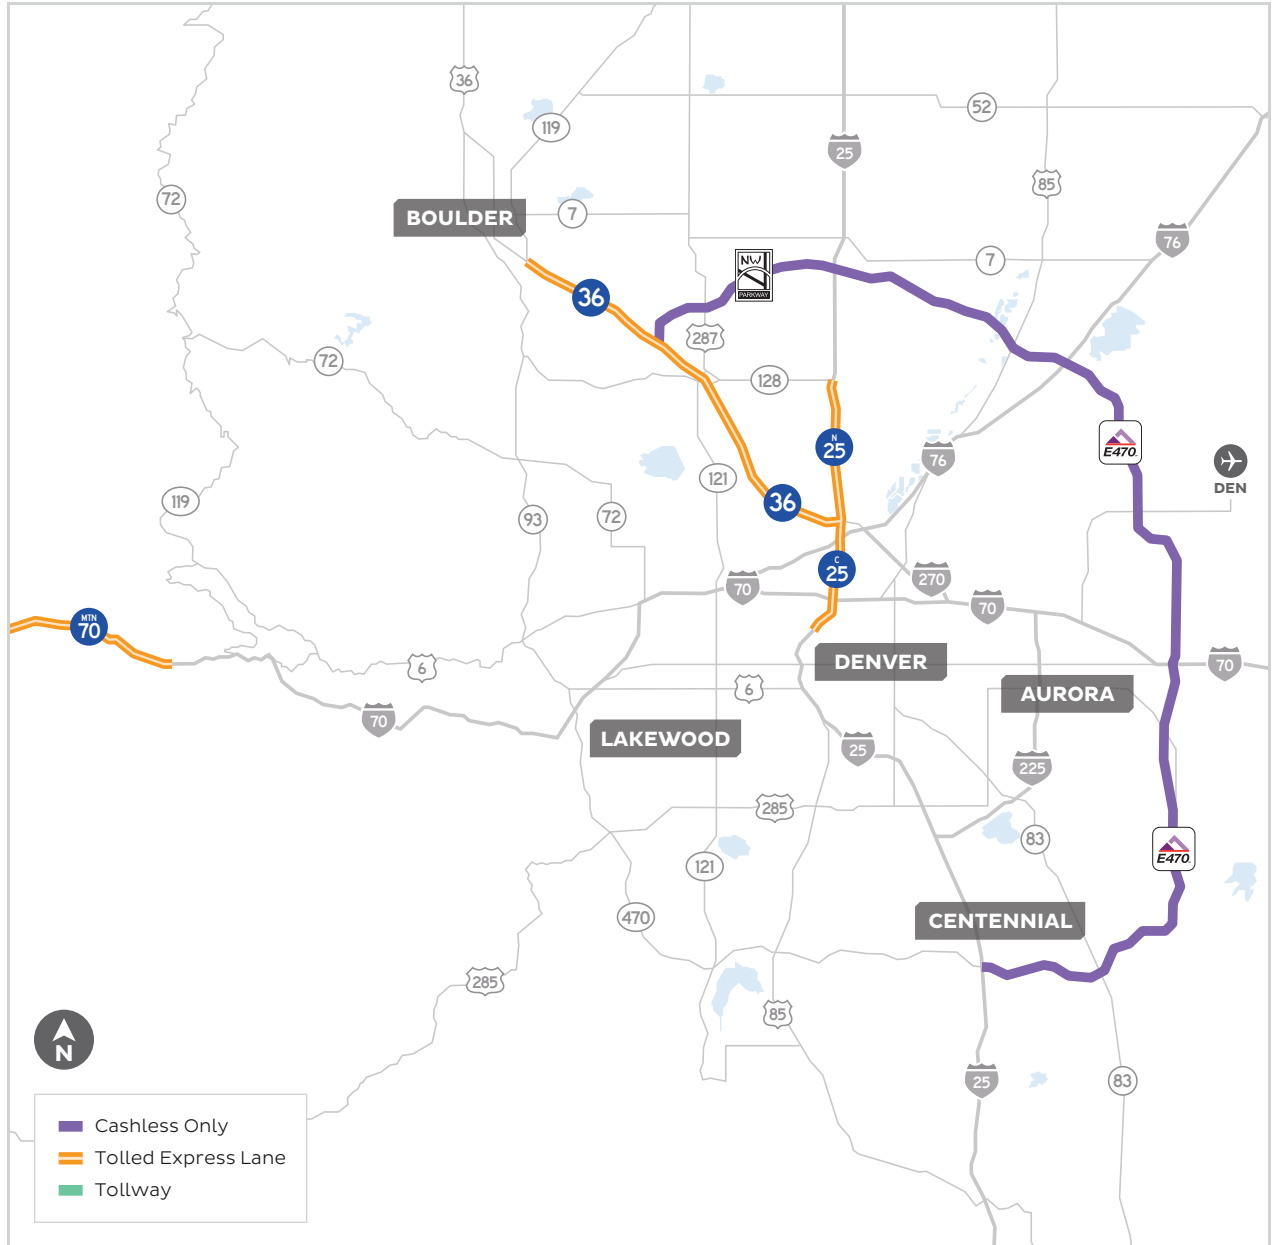 36
52
119
25
85
72
BOULDER
7
76
NW
PARKWAY
7
36
287
72
128
N
25
E470
76
121
DEN
119
36
93
72
C
25
70
270
70
MTN
70
DENVER
6
70
6
AURORA
70
LAKEWOOD
25
225
285
83
E470
121
470
CENTENNIAL
285
85
N
25
83
Cashless Only
Tolled Express Lane
Tollway